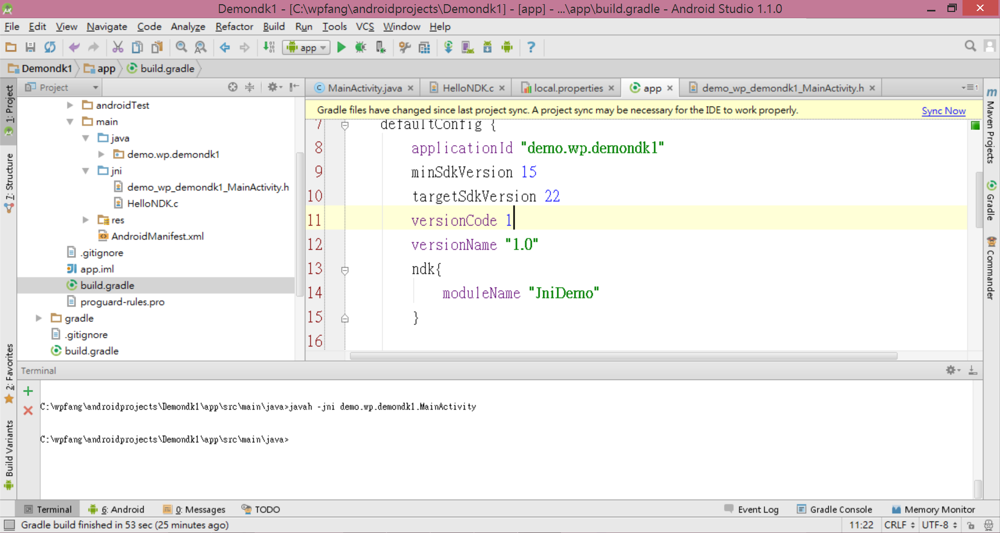 Demondk1 - [C:\wpfang\androidprojects\Demondk1] - [app] - ...\app\build.gradle - Android Studio 1.1.0
File Edit View Navigate Code Analyze Refactor Build Run Tools VCS Window Help
app
Demondk1 app build.gradle
Project
MainActivity.java HelloNDK.c local.properties app demo_wp_demondk1_MainActivity.h
1: Project
7: Structure
2: Favorites
Build Variants
androidTest
main
java
demo.wp.demondk1
jni
demo_wp_demondk1_MainActivity.h
HelloNDK.c
res
AndroidManifest.xml
.gitignore
app.iml
build.gradle
proguard-rules.pro
gradle
.gitignore
build.gradle
Gradle files have changed since last project sync. A project sync may be necessary for the IDE to work properly. Sync Now
7 defaultConfig {
8 applicationId "demo.wp.demondk1"
9 minSdkVersion 15
10 targetSdkVersion 22
11 versionCode 1
12 versionName "1.0"
13 ndk{
14 moduleName "JniDemo"
15 }
16
Maven Projects
Gradle
Commander
Terminal
C:\wpfang\androidprojects\Demondk1\app\src\main\java>javah -jni demo.wp.demondk1.MainActivity
C:\wpfang\androidprojects\Demondk1\app\src\main\java>
Terminal 6: Android 0: Messages TODO Event Log Gradle Console Memory Monitor
Gradle build finished in 53 sec (25 minutes ago) 11:22 CRLF UTF-8